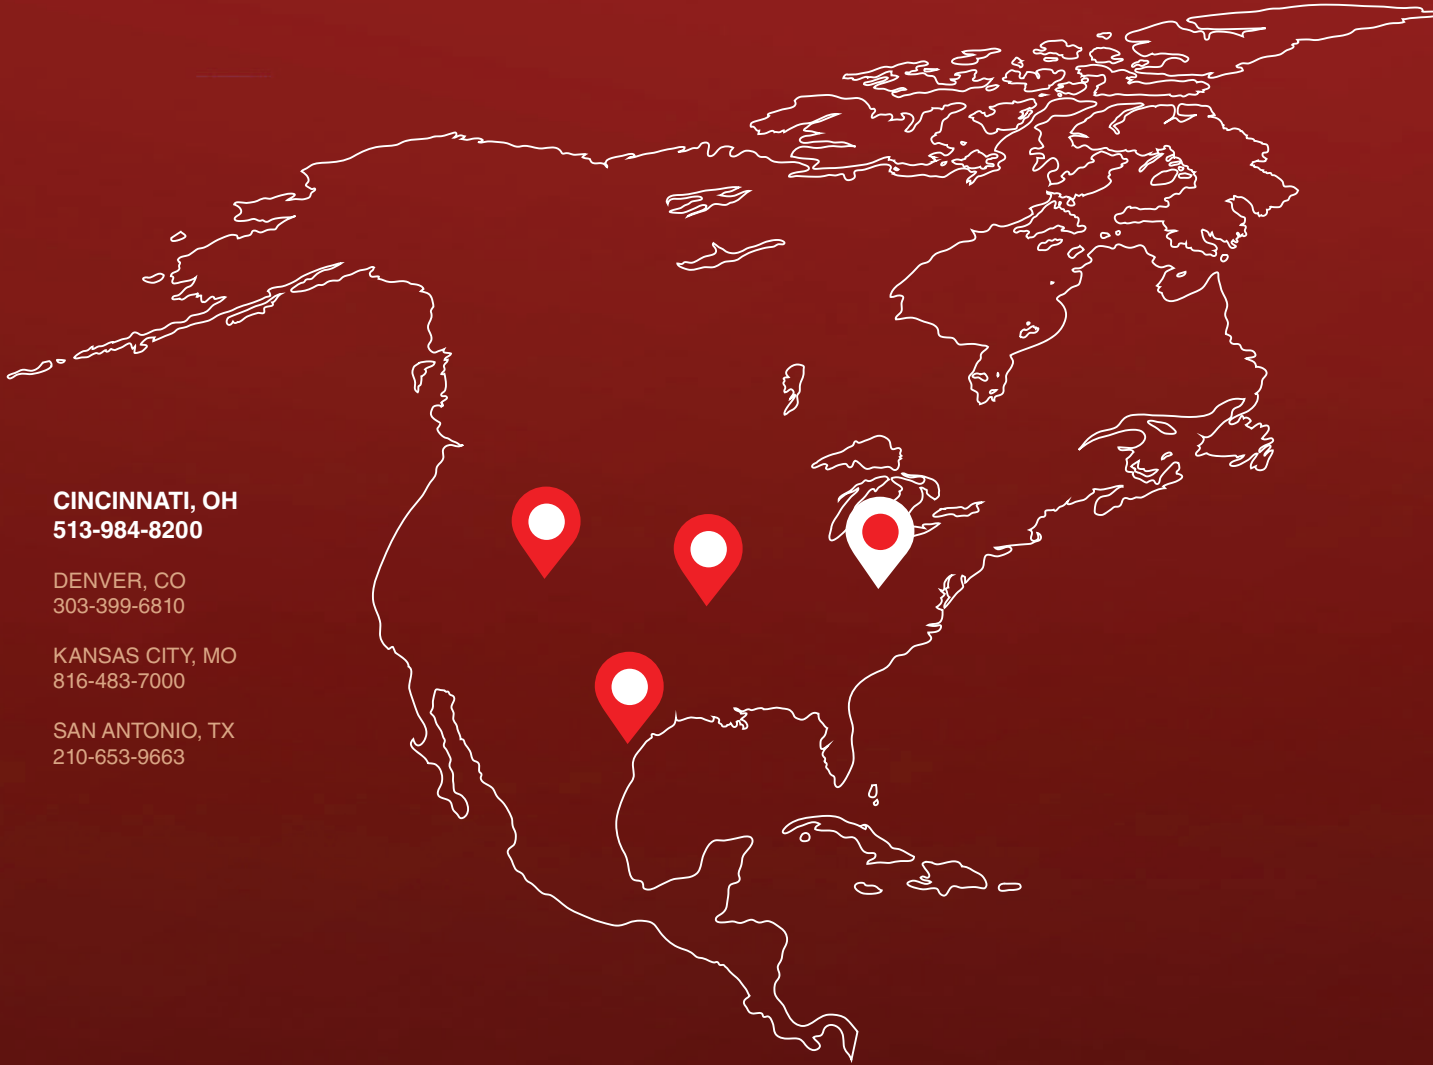 CINCINNATI, OH
513-984-8200
DENVER, CO
303-399-6810
KANSAS CITY, MO
816-483-7000
SAN ANTONIO, TX
210-653-9663